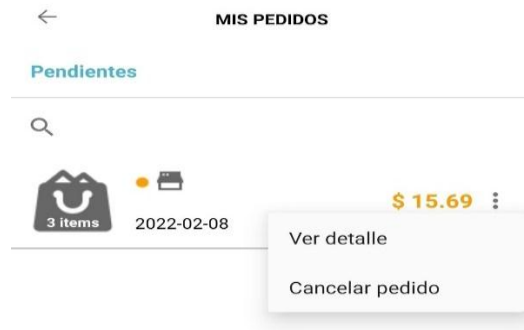 MIS PEDIDOS
Pendientes
$ 15.69
3 items
2022-02-08
Ver detalle
Cancelar pedido